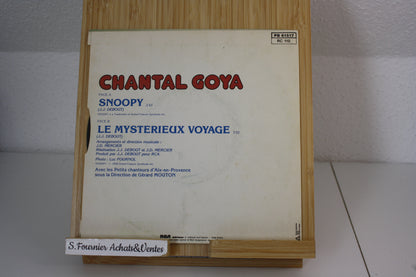 PB 61517
RC 110
CHANTAL GOYA
FACE A
SNOOPY
(J.J. DEBOUT)
FACE B
LE MYSTERIEUX VOYAGE
(J.J. DEBOUT)
Arrangements et direction musicale :
J.D. MERCIER
Réalisation J.J. DEBOUT et J.D. MERCIER
Produit par J.J. DEBOUT pour RCA
Photo : Luc FOURNOL
Avec les Petits chanteurs d'Aix-en-Provence
sous la Direction de Gérard MOUTON
RCA
S. Fournier Achats&Ventes